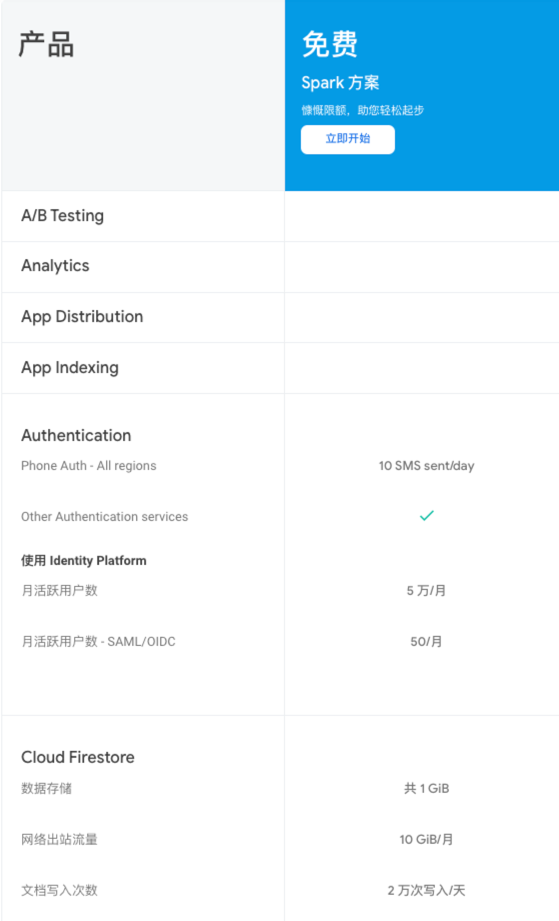 产品
免费
Spark 方案
慷慨限额，助您轻松起步
立即开始
A/B Testing
Analytics
App Distribution
App Indexing
Authentication
Phone Auth - All regions
10 SMS sent/day
Other Authentication services
使用 Identity Platform
月活跃用户数
5 万/月
月活跃用户数 - SAML/OIDC
50/月
Cloud Firestore
数据存储
共 1 GiB
网络出站流量
10 GiB/月
文档写入次数
2 万次写入/天